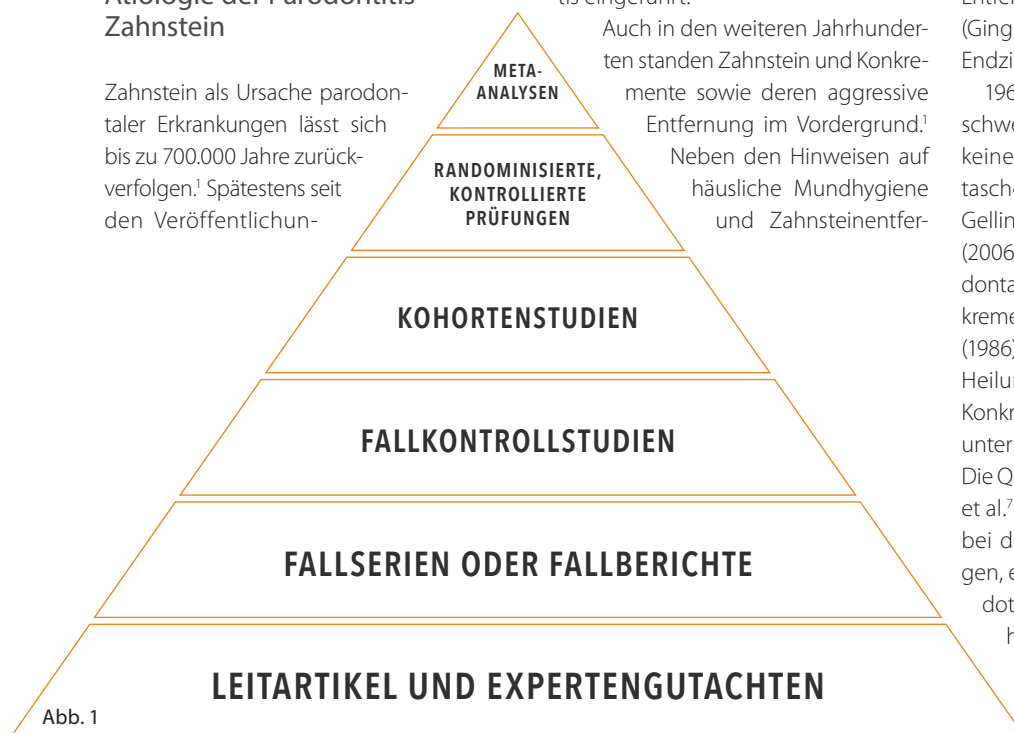 Ätiologie der Parodontitis
Zahnstein
Zahnstein als Ursache parodon-
taler Erkrankungen lässt sich
bis zu 700.000 Jahre zurück-
verfolgen.¹ Spätestens seit
den Veröffentlichun-
tis eingeführt.
Auch in den weiteren Jahrhunder-
ten standen Zahnstein und Konkre-
mente sowie deren aggressive
Entfernung im Vordergrund.¹
Neben den Hinweisen auf
häusliche Mundhygiene
und Zahnsteinentfer-
(Ging
Endzi
196
schwe
keine
tasche
Gellin
(2006
donta
kreme
(1986)
Heilun
Konkr
unter
Die Q
et al.⁷
bei de
gen, e
dot
h
META-
ANALYSEN
RANDOMINISIERTE,
KONTROLLIERTE
PRÜFUNGEN
KOHORTENSTUDIEN
FALLKONTROLLSTUDIEN
FALLSERIEN ODER FALLBERICHTE
LEITARTIKEL UND EXPERTENGUTACHTEN
Abb. 1